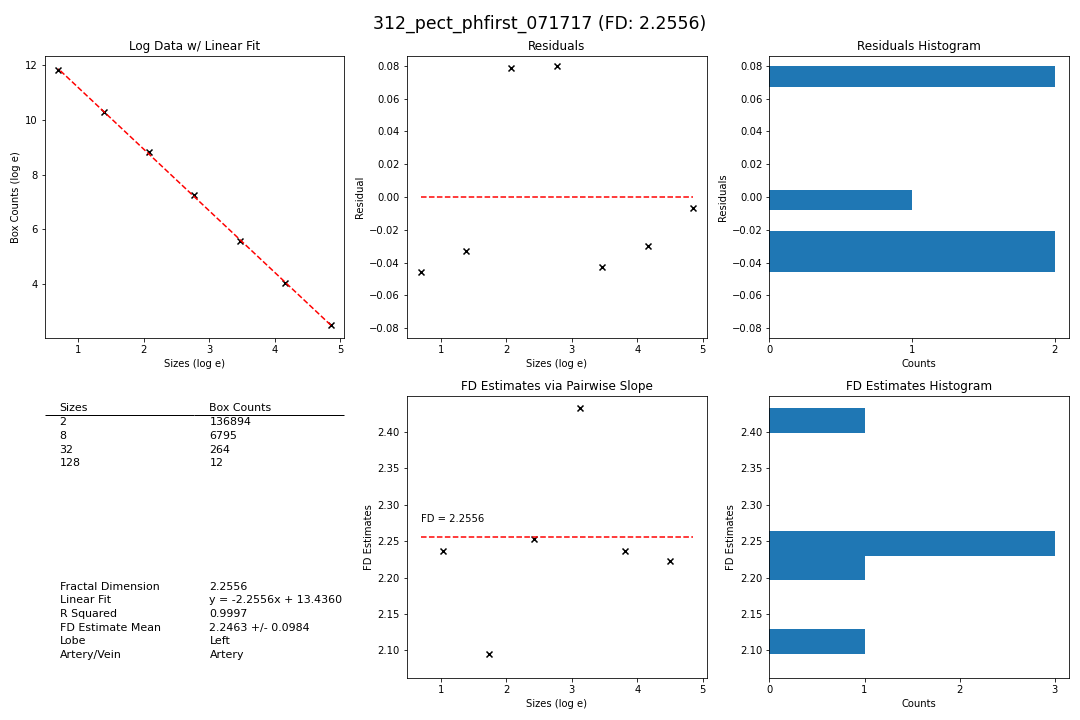 312_pect_phfirst_071717 (FD: 2.2556)
Log Data w/ Linear Fit
12
10
8
6
4
Box Counts (log e)
1 2 3 4 5
Sizes (log e)
Residuals
0.08
0.06
0.04
0.02
0.00
−0.02
−0.04
−0.06
−0.08
Residual
1 2 3 4 5
Sizes (log e)
Residuals Histogram
0.08
0.06
0.04
0.02
0.00
−0.02
−0.04
−0.06
−0.08
Residuals
0 1 2
Counts
Sizes Box Counts
2 136894
8 6795
32 264
128 12
Fractal Dimension 2.2556
Linear Fit y = -2.2556x + 13.4360
R Squared 0.9997
FD Estimate Mean 2.2463 +/- 0.0984
Lobe Left
Artery/Vein Artery
FD Estimates via Pairwise Slope
2.40
2.35
2.30
2.25
2.20
2.15
2.10
FD Estimates
FD = 2.2556
1 2 3 4 5
Sizes (log e)
FD Estimates Histogram
2.40
2.35
2.30
2.25
2.20
2.15
2.10
FD Estimates
0 1 2 3
Counts